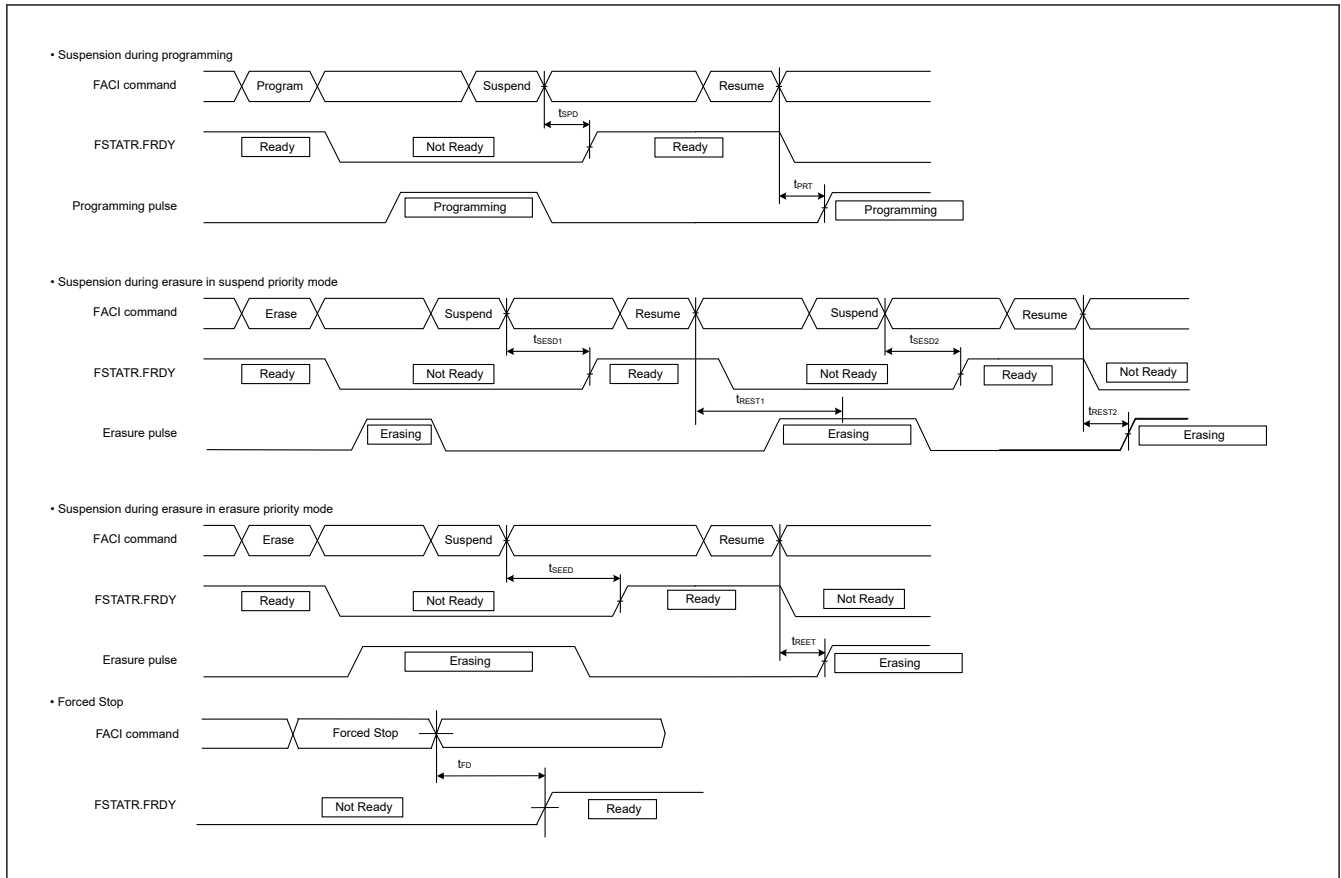 • Suspension during programming
FACI command
Program
Suspend
Resume
tSPD
FSTATR.FRDY
Ready
Not Ready
Ready
tPRT
Programming pulse
Programming
Programming
• Suspension during erasure in suspend priority mode
FACI command
Erase
Suspend
Resume
Suspend
Resume
tSESD1
tSESD2
FSTATR.FRDY
Ready
Not Ready
Ready
Not Ready
Ready
Not Ready
tREST1
tREST2
Erasure pulse
Erasing
Erasing
Erasing
• Suspension during erasure in erasure priority mode
FACI command
Erase
Suspend
Resume
tSEED
FSTATR.FRDY
Ready
Not Ready
Ready
Not Ready
tREET
Erasure pulse
Erasing
Erasing
• Forced Stop
FACI command
Forced Stop
tFD
FSTATR.FRDY
Not Ready
Ready